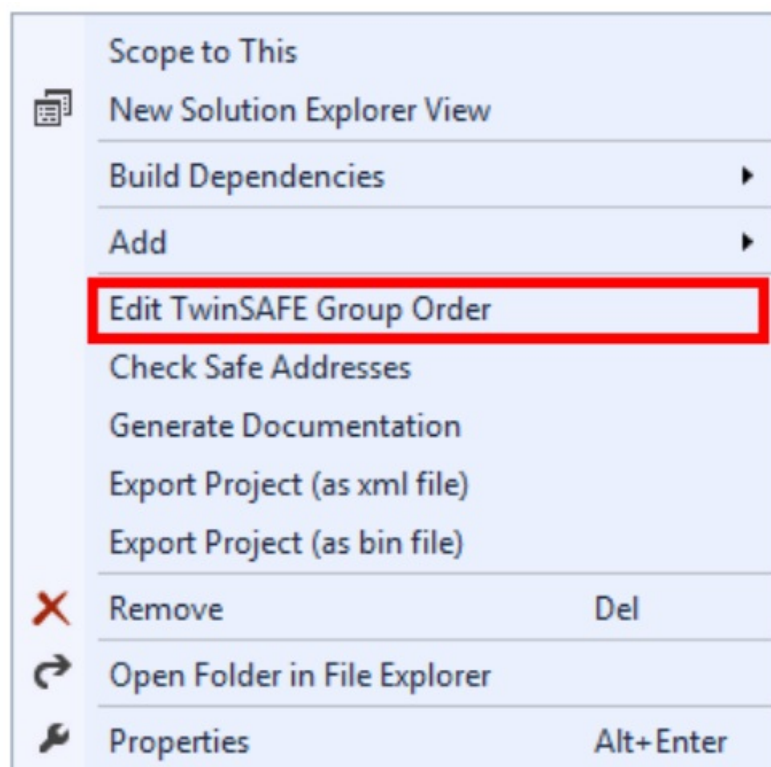 Scope to This
New Solution Explorer View
Build Dependencies
Add
Edit TwinSAFE Group Order
Check Safe Addresses
Generate Documentation
Export Project (as xml file)
Export Project (as bin file)
Remove Del
Open Folder in File Explorer
Properties Alt+Enter